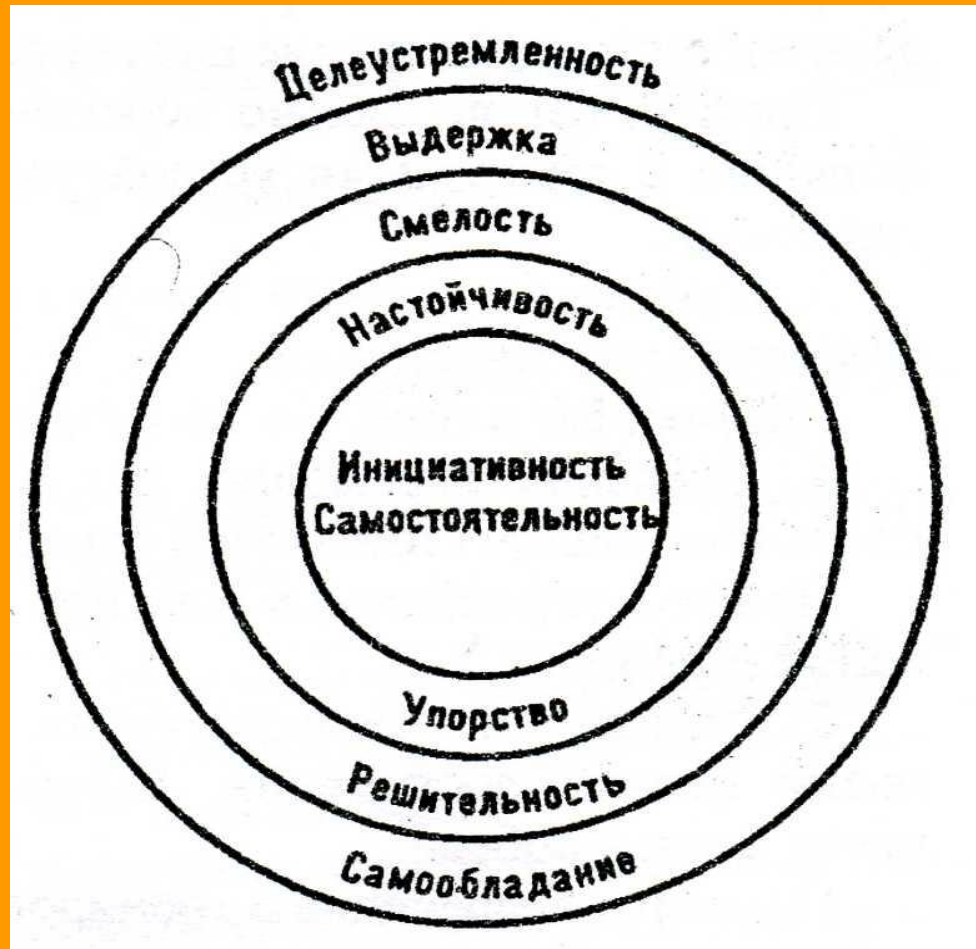 Целеустремленность
Выдержка
Смелость
Настойчивость
Инициативность
Самостоятельность
Упорство
Решительность
Самообладание